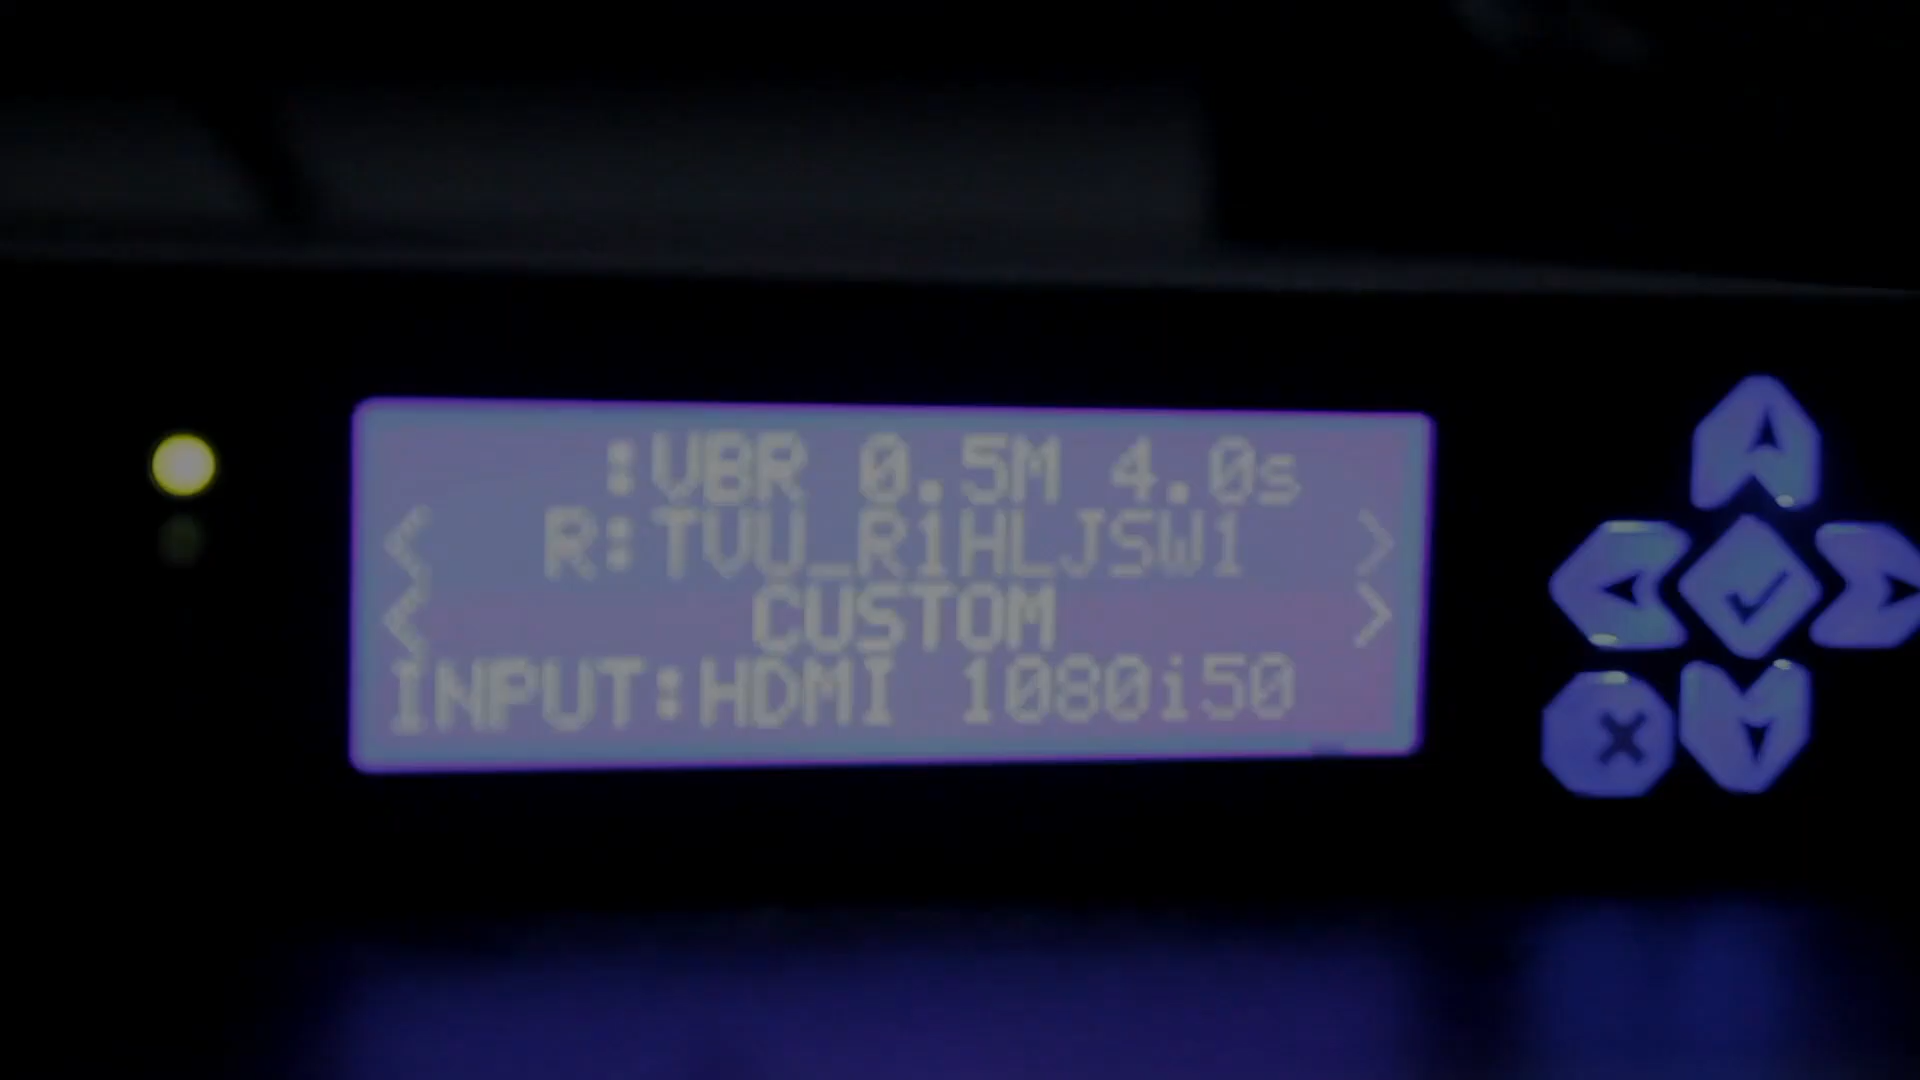 :VBR 0.5M 4.0s
< R:TVU_R1HLJSW1 >
< CUSTOM >
INPUT:HDMI 1080i50